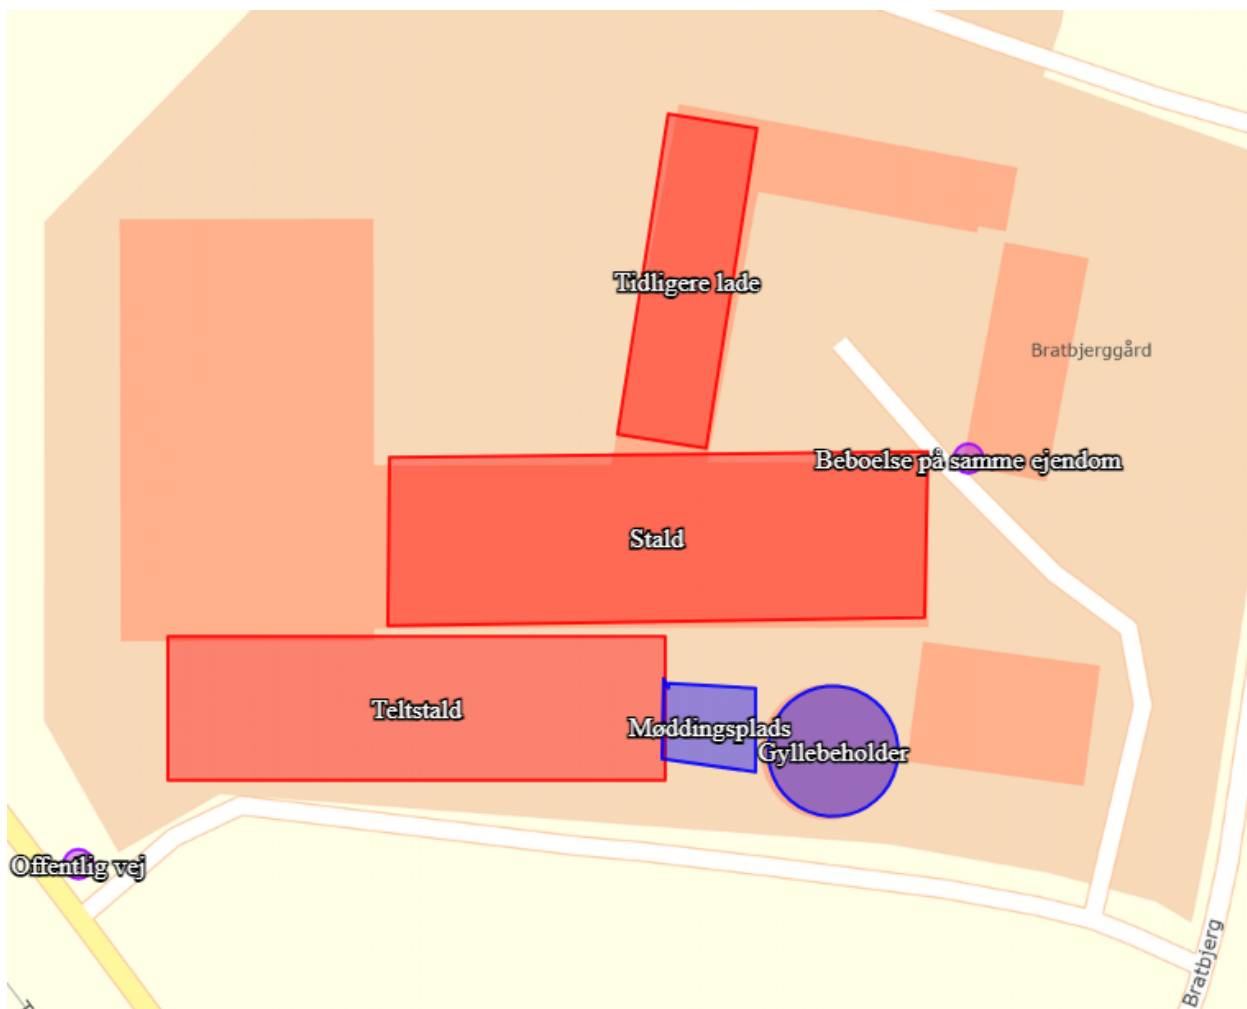 Tidligere lade
Bratbjerggård
Beboelse på samme ejendom
Stald
Teltstald
Møddingsplads
Gyllebeholder
Offentlig vej
Bratbjerg